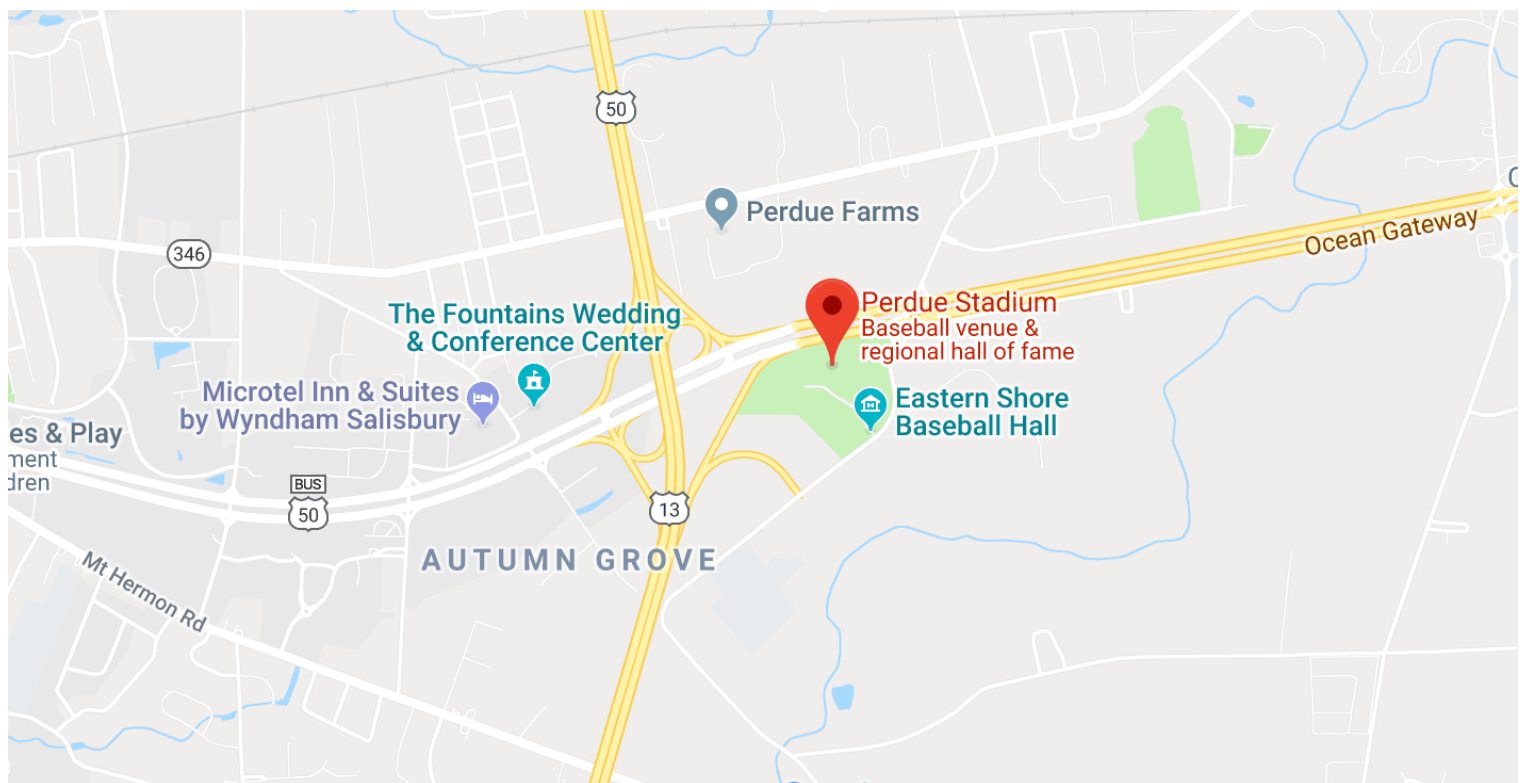 50
Perdue Farms
346
Ocean Gateway
Perdue Stadium
Baseball venue &
regional hall of fame
The Fountains Wedding
& Conference Center
Microtel Inn & Suites
by Wyndham Salisbury
Eastern Shore
Baseball Hall
es & Play
ment
dren
BUS
50
13
AUTUMN GROVE
Mt Hermon Rd